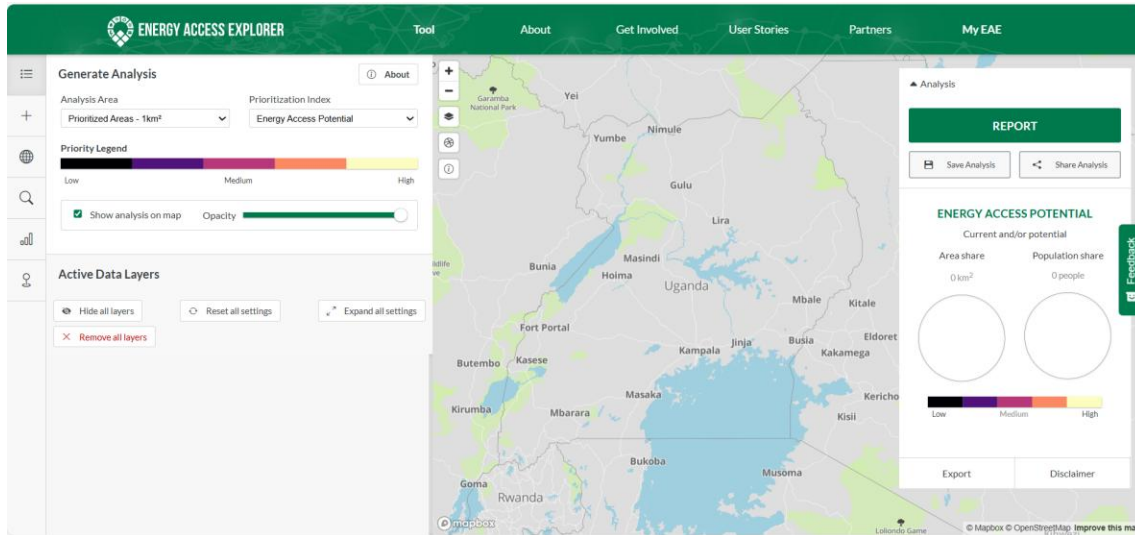 ENERGY ACCESS EXPLORER
Tool
About
Get Involved
User Stories
Partners
My EAE
Generate Analysis
About
Analysis Area
Prioritization Index
Prioritized Areas - 1km²
Energy Access Potential
Priority Legend
Low
Medium
High
Show analysis on map
Opacity
Active Data Layers
Hide all layers
Reset all settings
Expand all settings
Remove all layers
Garamba
National Park
Yei
Nimule
Yumbe
Gulu
Lira
Masindi
Bunia
Hoima
Uganda
Mbale
Kitale
Fort Portal
Eldoret
Jinja
Busia
Kampala
Kakamega
Butembo
Kasese
Masaka
Kericho
Kirumba
Mbarara
Kisii
Bukoba
Musoma
Goma
Rwanda
Loliondo Game
mapbox
© Mapbox © OpenStreetMap Improve this ma
Analysis
REPORT
Save Analysis
Share Analysis
ENERGY ACCESS POTENTIAL
Current and/or potential
Area share
Population share
0 km²
0 people
Low
Medium
High
Export
Disclaimer
Feedback